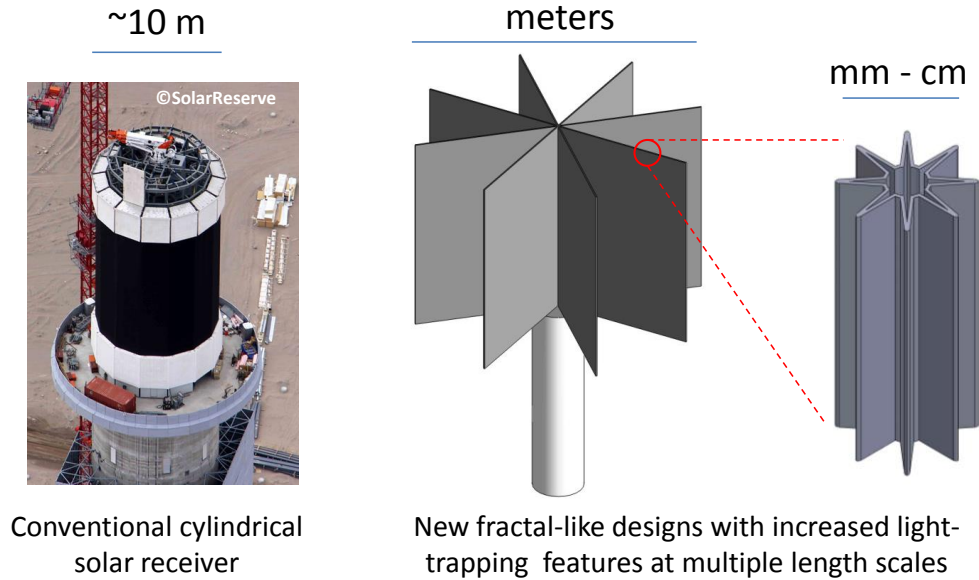 ~10 m
meters
mm - cm
©SolarReserve
Conventional cylindrical
solar receiver
New fractal-like designs with increased light-
trapping features at multiple length scales